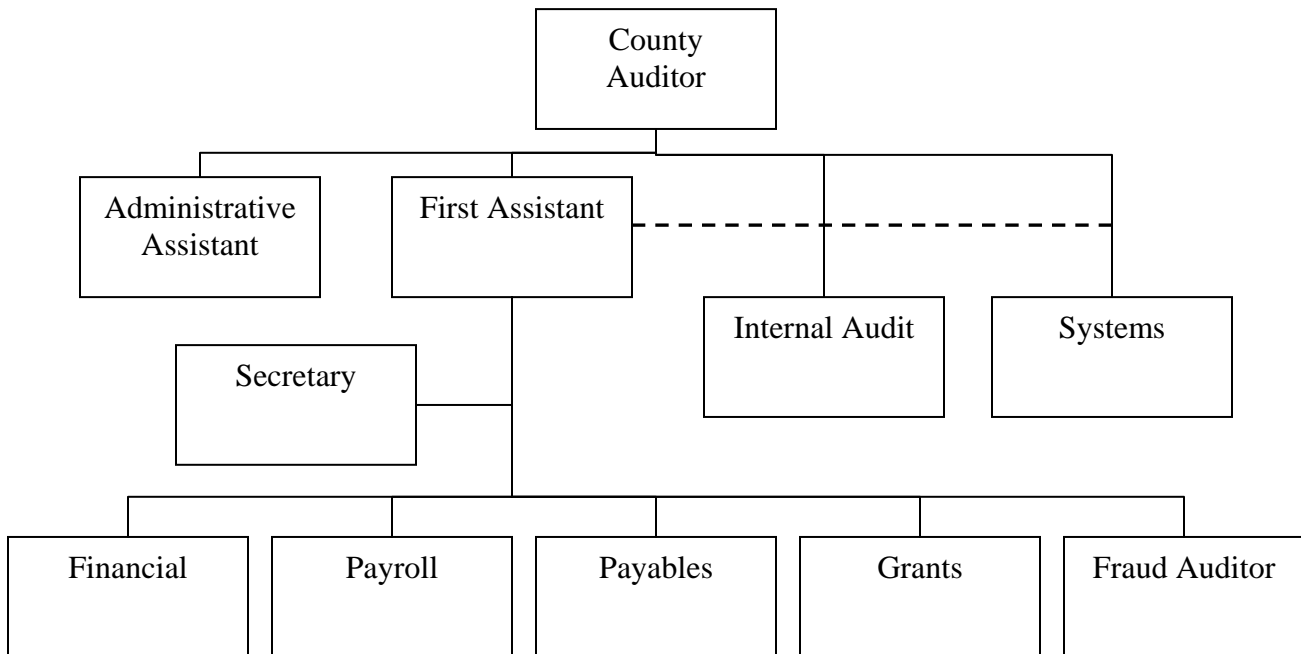 County
Auditor
Administrative
Assistant
First Assistant
Internal Audit
Systems
Secretary
Financial
Payroll
Payables
Grants
Fraud Auditor